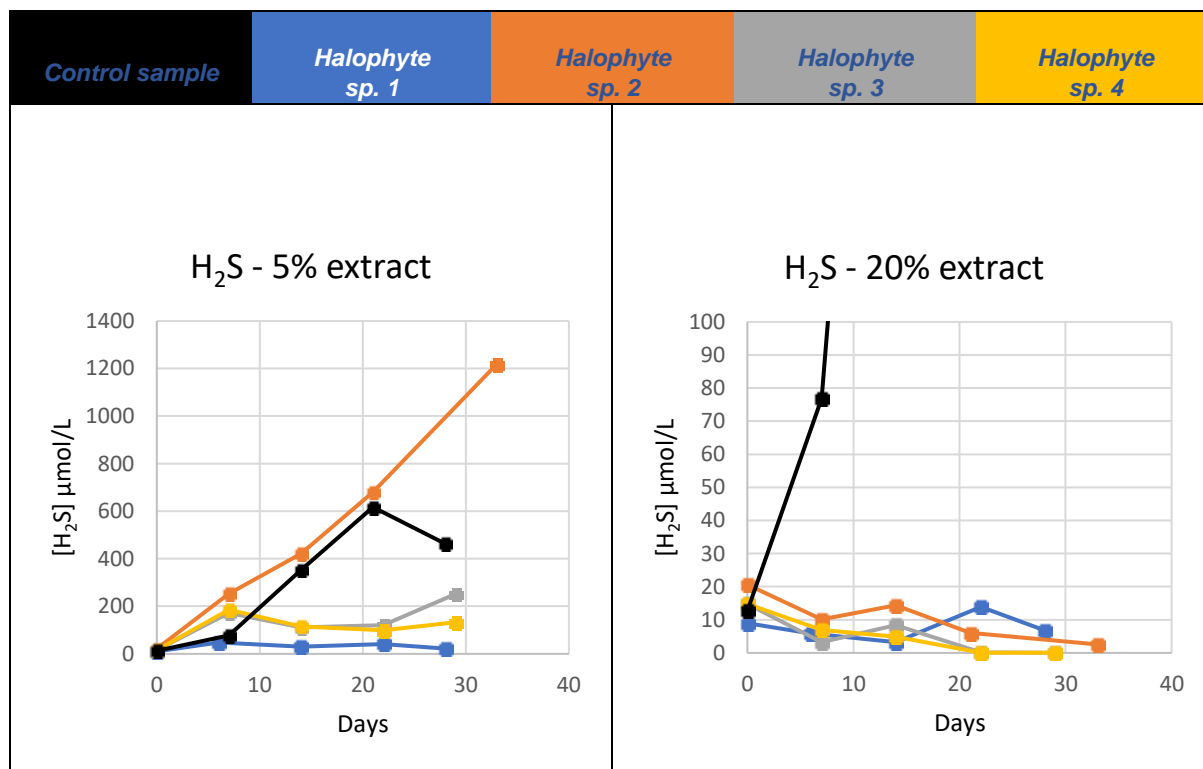 Control sample
Halophyte
sp. 1
Halophyte
sp. 2
Halophyte
sp. 3
Halophyte
sp. 4
H₂S - 5% extract
1400
1200
1000
800
600
400
200
0
0 10 20 30 40
[H₂S] µmol/L
Days
H₂S - 20% extract
100
90
80
70
60
50
40
30
20
10
0
0 10 20 30 40
[H₂S] µmol/L
Days